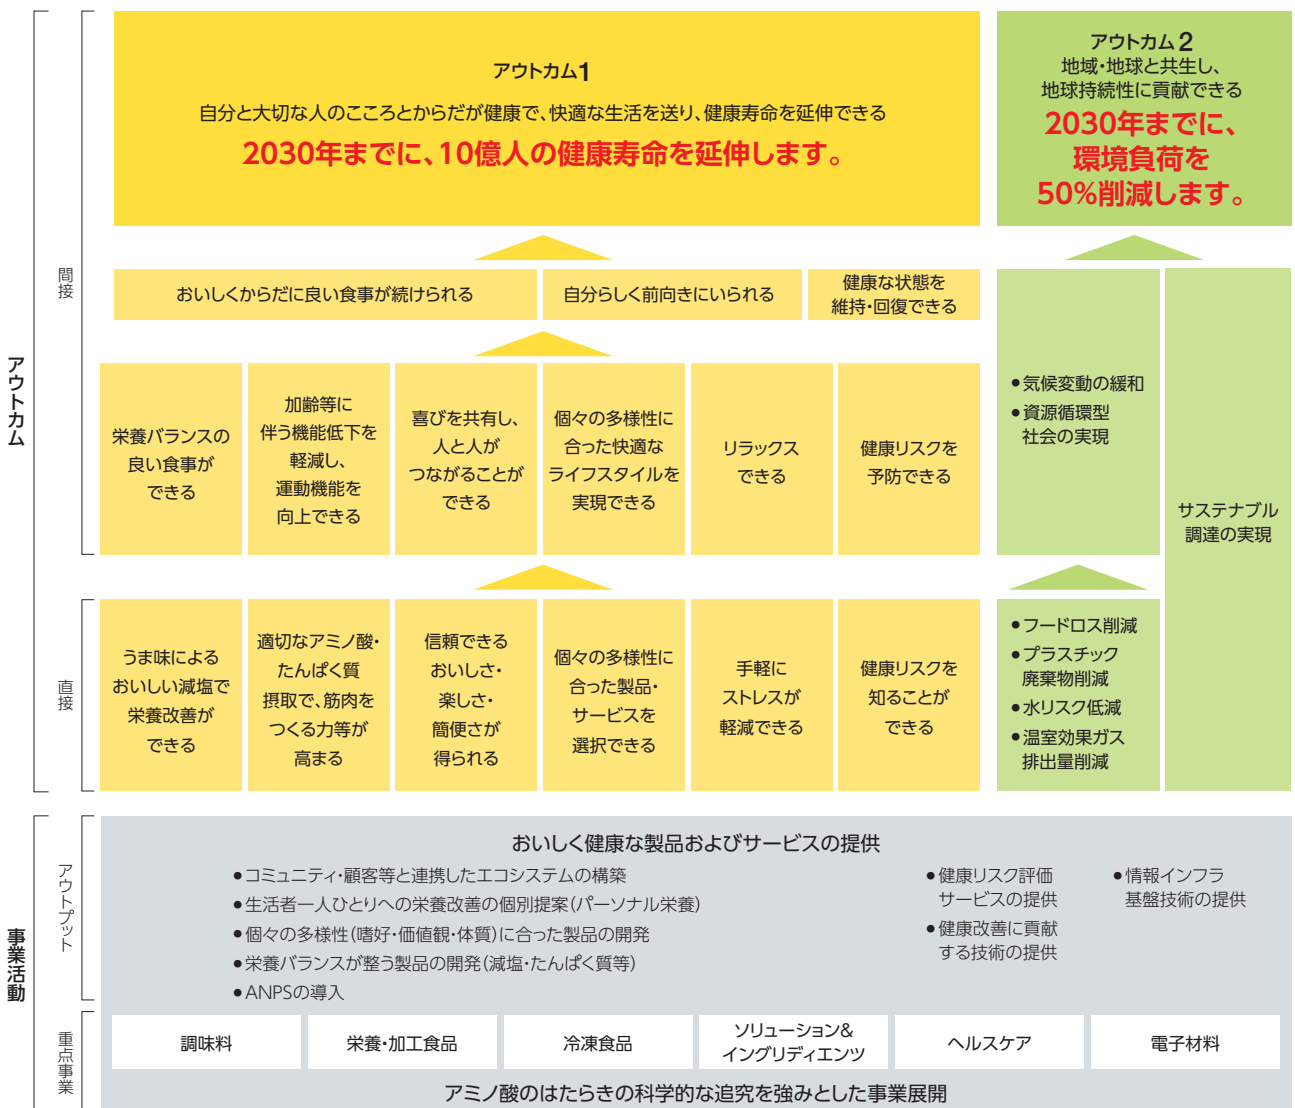 アウトカム1
自分と大切な人のこころとからだが健康で、快適な生活を送り、健康寿命を延伸できる
2030年までに、10億人の健康寿命を延伸します。
アウトカム 2
地域・地球と共生し、
地球持続性に貢献できる
2030年までに、
環境負荷を
50%削減します。
アウトカム
間接
おいしくからだに良い食事が続けられる
自分らしく前向きにいられる
健康な状態を
維持・回復できる
栄養バランスの
良い食事が
できる
加齢等に
伴う機能低下を
軽減し、
運動機能を
向上できる
喜びを共有し、
人と人が
つながることが
できる
個々の多様性に
合った快適な
ライフスタイルを
実現できる
リラックス
できる
健康リスクを
予防できる
●気候変動の緩和
●資源循環型
社会の実現
サステナブル
調達の実現
直接
うま味による
おいしい減塩で
栄養改善が
できる
適切なアミノ酸・
たんぱく質
摂取で、筋肉を
つくる力等が
高まる
信頼できる
おいしさ・
楽しさ・
簡便さが
得られる
個々の多様性に
合った製品・
サービスを
選択できる
手軽に
ストレスが
軽減できる
健康リスクを
知ることが
できる
●フードロス削減
●プラスチック
廃棄物削減
●水リスク低減
●温室効果ガス
排出量削減
事業活動
アウトプット
おいしく健康な製品およびサービスの提供
●コミュニティ・顧客等と連携したエコシステムの構築
●生活者一人ひとりへの栄養改善の個別提案(パーソナル栄養)
●個々の多様性(嗜好・価値観・体質)に合った製品の開発
●栄養バランスが整う製品の開発(減塩・たんぱく質等)
●ANPSの導入
●健康リスク評価
サービスの提供
●健康改善に貢献
する技術の提供
●情報インフラ
基盤技術の提供
重点事業
調味料
栄養・加工食品
冷凍食品
ソリューション&
イングリディエンツ
ヘルスケア
電子材料
アミノ酸のはたらきの科学的な追究を強みとした事業展開